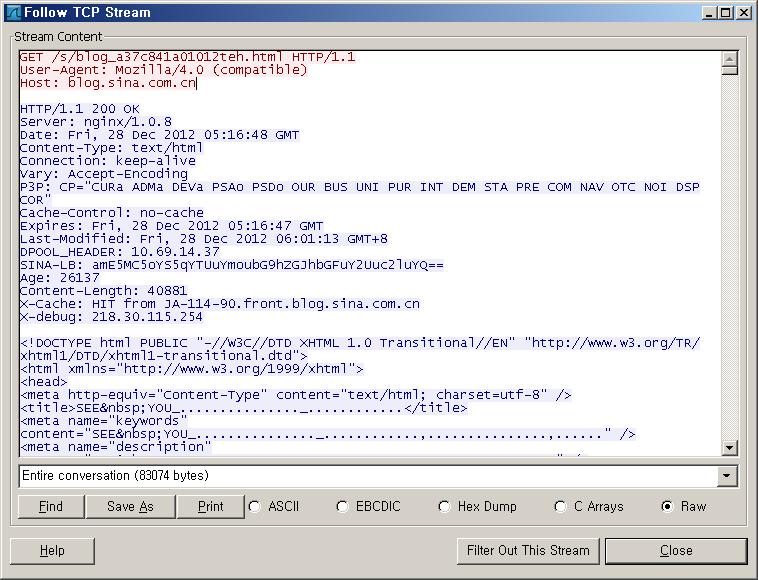 Follow TCP Stream
Stream Content
GET /s/blog_a37c841a01012teh.html HTTP/1.1
User-Agent: Mozilla/4.0 (compatible)
Host: blog.sina.com.cn
HTTP/1.1 200 OK
Server: nginx/1.0.8
Date: Fri, 28 Dec 2012 05:16:48 GMT
Content-Type: text/html
Connection: keep-alive
Vary: Accept-Encoding
P3P: CP="CURa ADMa DEVa PSAo PSDo OUR BUS UNI PUR INT DEM STA PRE COM NAV OTC NOI DSP
COR"
Cache-Control: no-cache
Expires: Fri, 28 Dec 2012 05:16:47 GMT
Last-Modified: Fri, 28 Dec 2012 06:01:13 GMT+8
DPOOL_HEADER: 10.69.14.37
SINA-LB: amE5MC5oYS5qYTUuYmoubG9hZGJhbGFuY2Uuc2luYQ==
Age: 26137
Content-Length: 40881
X-Cache: HIT from JA-114-90.front.blog.sina.com.cn
X-debug: 218.30.115.254
<!DOCTYPE html PUBLIC "-//W3C//DTD XHTML 1.0 Transitional//EN" "http://www.w3.org/TR/
xhtml1/DTD/xhtml1-transitional.dtd">
<html xmlns="http://www.w3.org/1999/xhtml">
<head>
<meta http-equiv="Content-Type" content="text/html; charset=utf-8" />
<title>SEE&nbsp;YOU_..............._............</title>
<meta name="keywords"
content="SEE&nbsp;YOU_..............._............,...............,......" />
<meta name="description"
Entire conversation (83074 bytes)
Find Save As Print ASCII EBCDIC Hex Dump C Arrays Raw
Help Filter Out This Stream Close